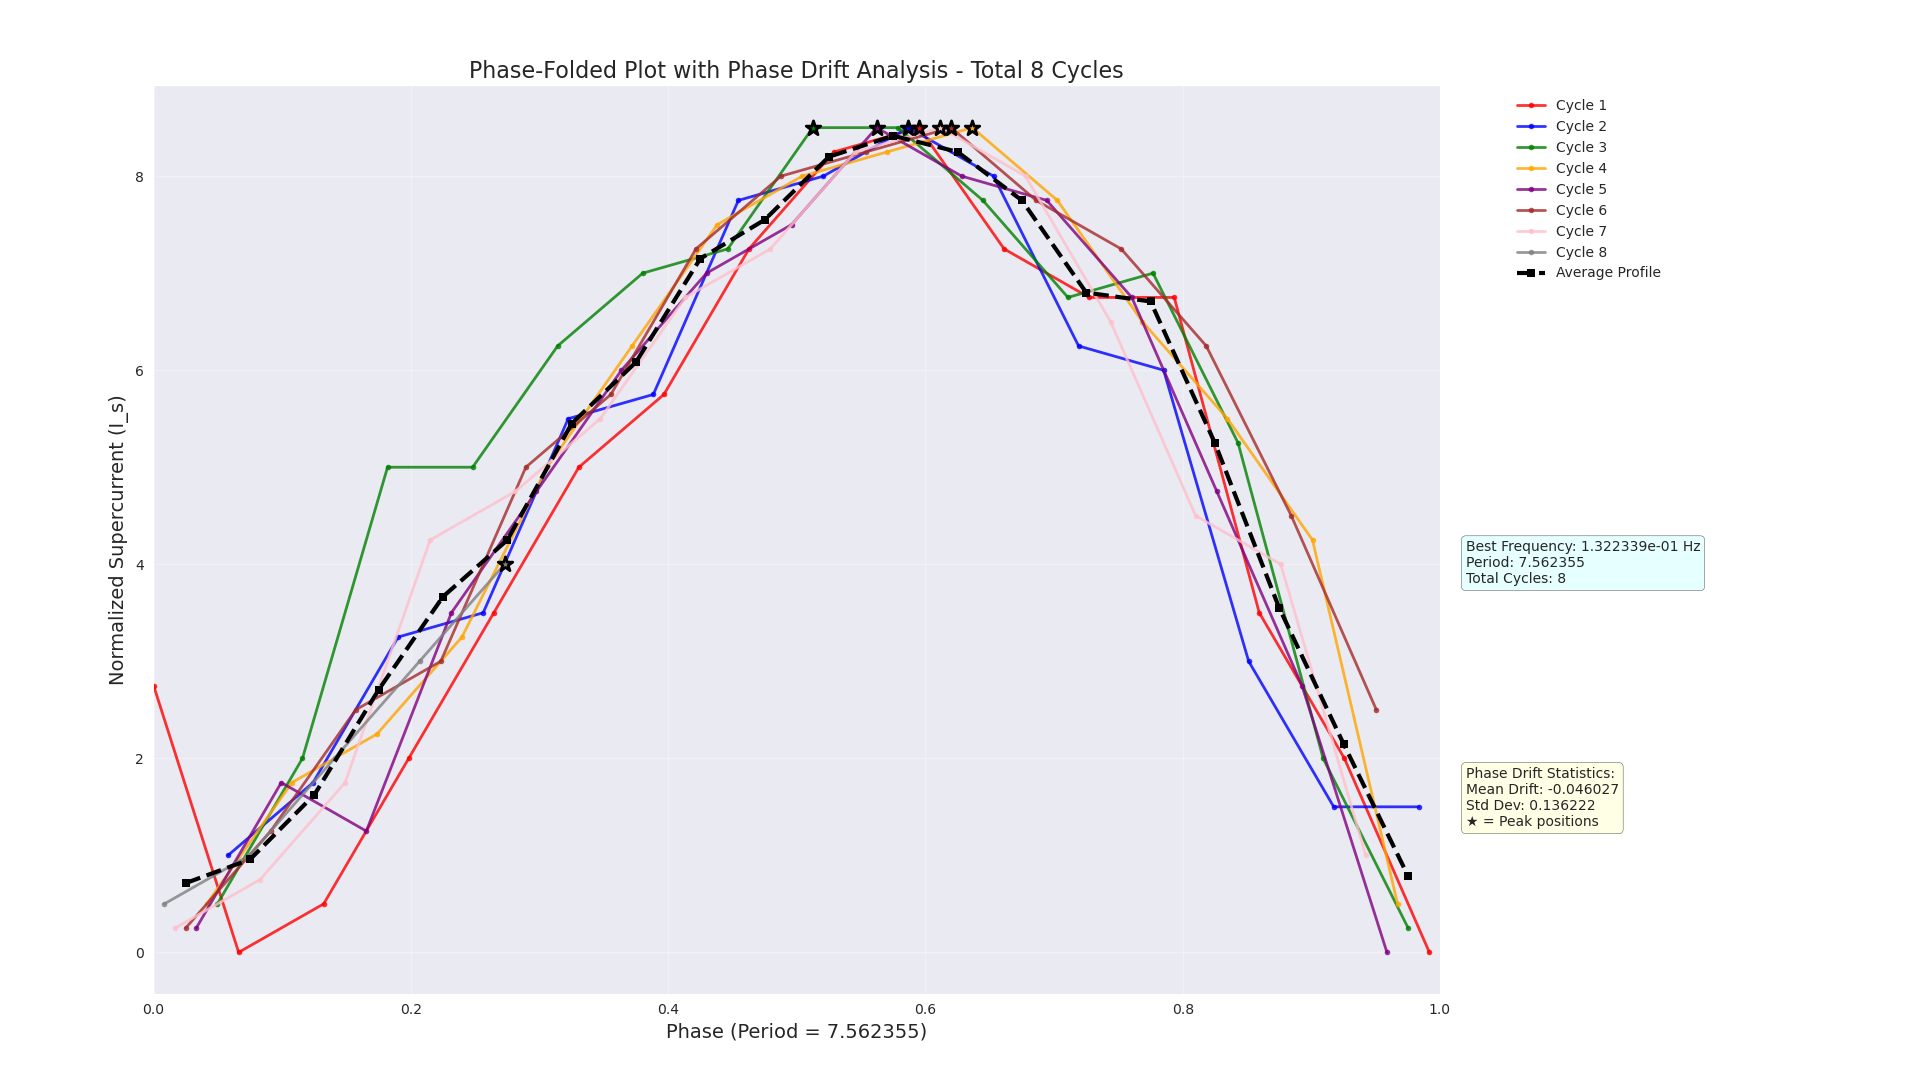 Phase-Folded Plot with Phase Drift Analysis - Total 8 Cycles
Normalized Supercurrent (I_s)
8
6
4
2
0
0.0
0.2
0.4
0.6
0.8
1.0
Phase (Period = 7.562355)
Cycle 1
Cycle 2
Cycle 3
Cycle 4
Cycle 5
Cycle 6
Cycle 7
Cycle 8
Average Profile
Best Frequency: 1.322339e-01 Hz
Period: 7.562355
Total Cycles: 8
Phase Drift Statistics:
Mean Drift: -0.046027
Std Dev: 0.136222
★ = Peak positions